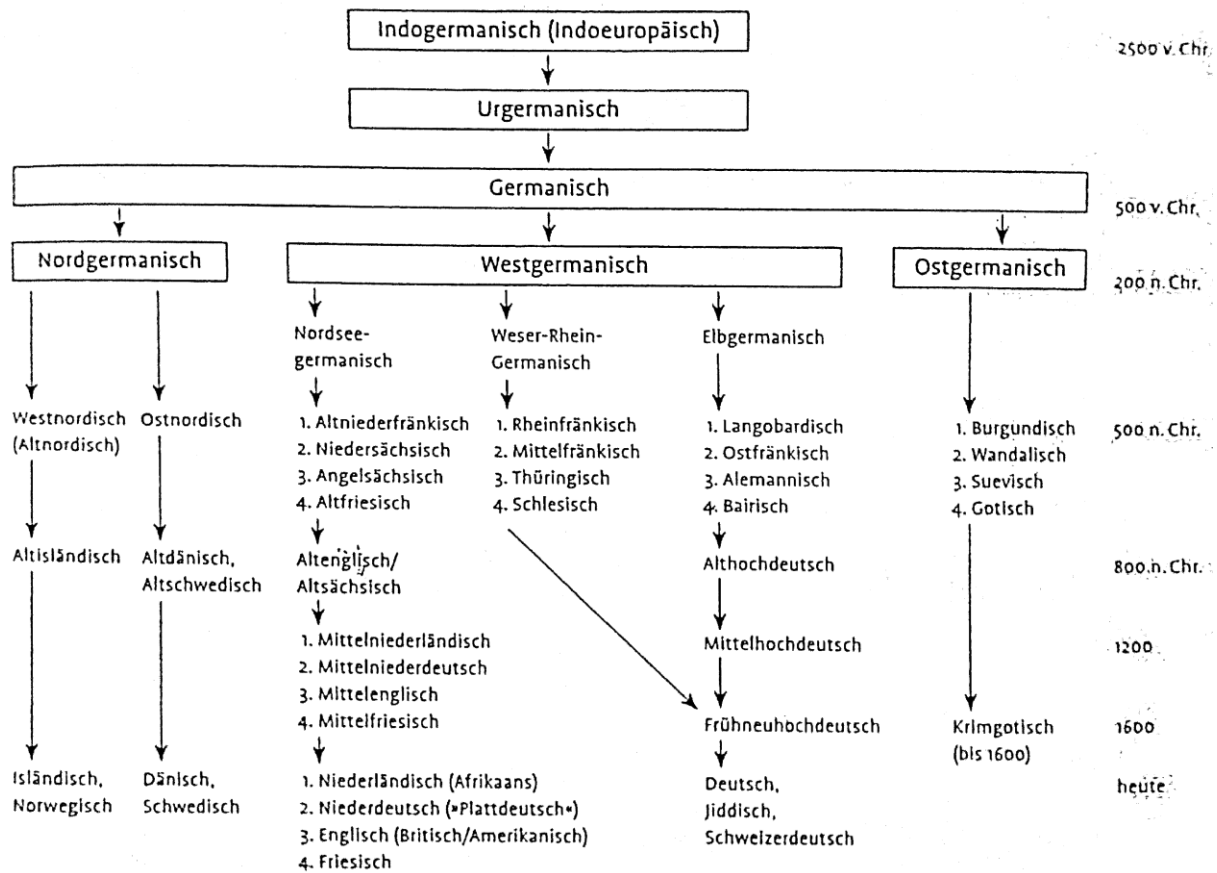 Indogermanisch (Indoeuropäisch)
2500 v. Chr.
Urgermanisch
Germanisch
500 v. Chr.
Nordgermanisch
Westgermanisch
Ostgermanisch
200 n. Chr.
Nordsee-
germanisch
Weser-Rhein-
Germanisch
Elbgermanisch
Westnordisch
(Altnordisch)
Ostnordisch
1. Altniederfränkisch
2. Niedersächsisch
3. Angelsächsisch
4. Altfriesisch
1. Rheinfränkisch
2. Mittelfränkisch
3. Thüringisch
4. Schlesisch
1. Langobardisch
2. Ostfränkisch
3. Alemannisch
4. Bairisch
1. Burgundisch
2. Wandalisch
3. Suevisch
4. Gotisch
500 n. Chr.
Altisländisch
Altdänisch,
Altschwedisch
Altenglisch/
Altsächsisch
Althochdeutsch
800 n. Chr.
1. Mittelniederländisch
2. Mittelniederdeutsch
3. Mittelenglisch
4. Mittelfriesisch
Mittelhochdeutsch
1200
Frühneuhochdeutsch
Krimgotisch
(bis 1600)
1600
Isländisch,
Norwegisch
Dänisch,
Schwedisch
1. Niederländisch (Afrikaans)
2. Niederdeutsch (»Plattdeutsch«)
3. Englisch (Britisch/Amerikanisch)
4. Friesisch
Deutsch,
Jiddisch,
Schweizerdeutsch
heute